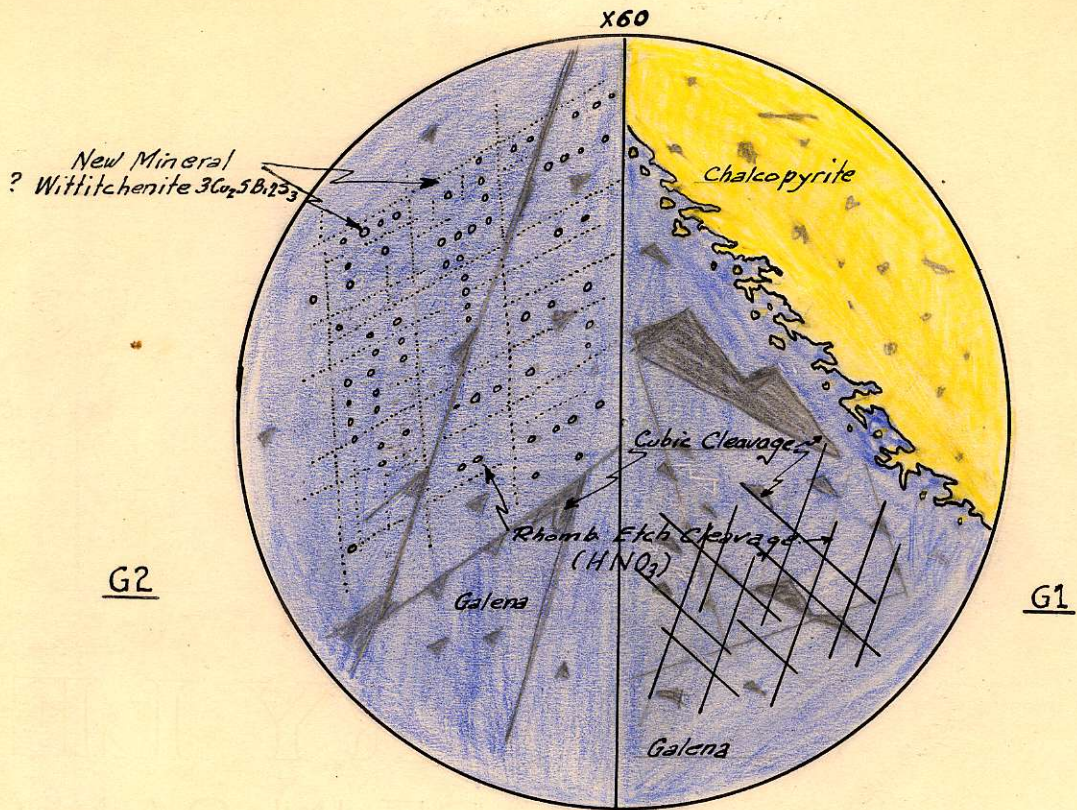 X60
New Mineral
? Wittitchenite 3Cu₂SBi₂S₃
Chalcopyrite
Cubic Cleavage
Rhomb. Etch Cleavage
(HNO₃)
G2
Galena
G1
Galena